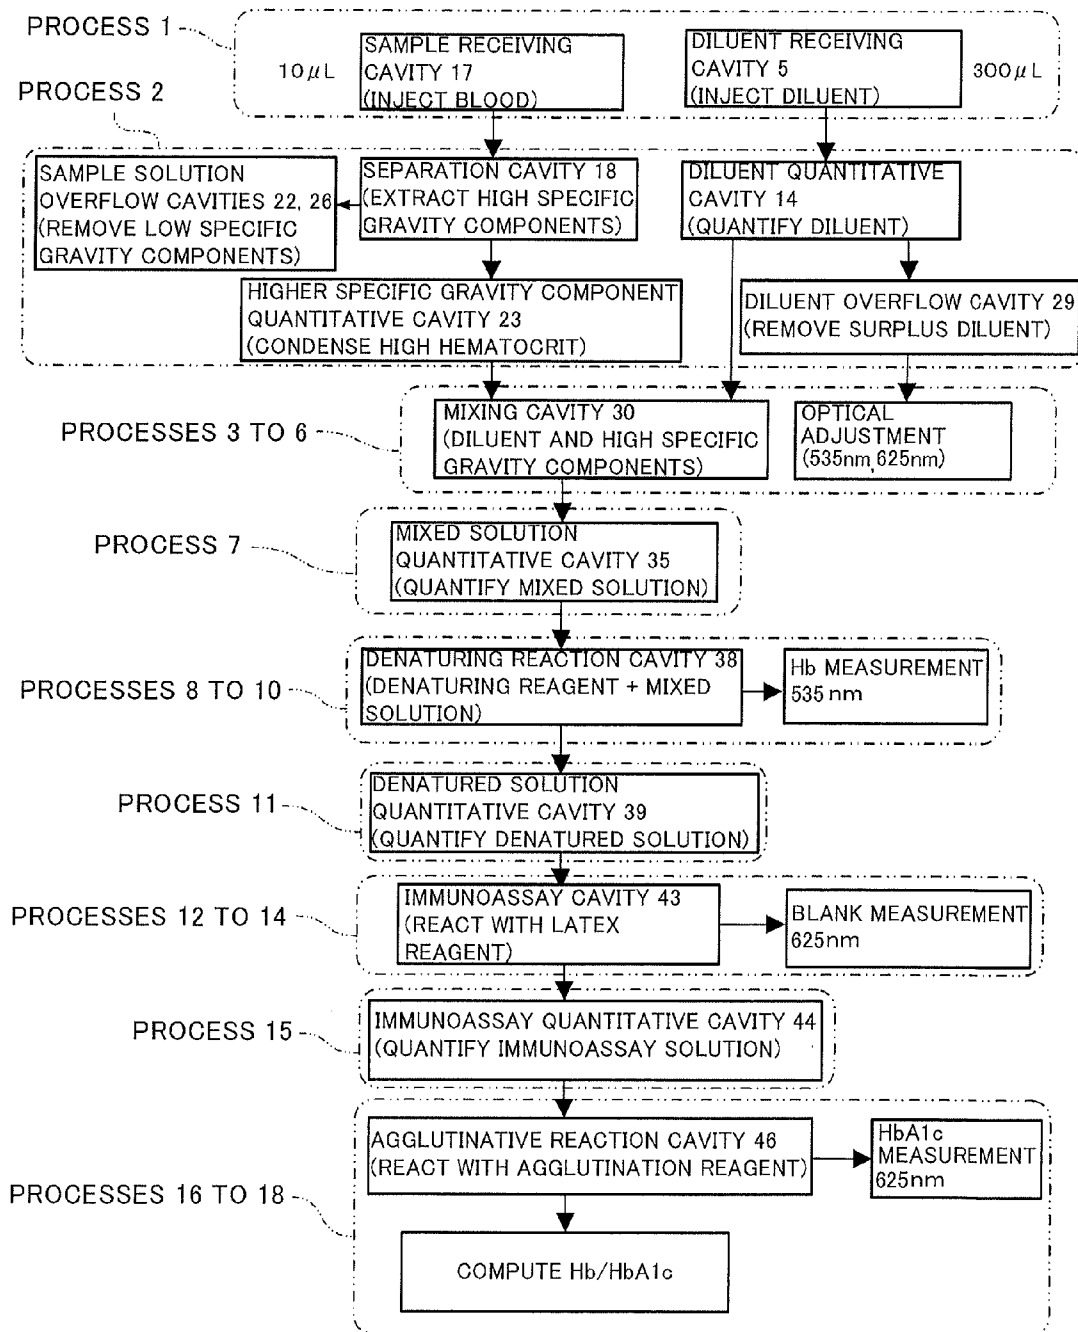 PROCESS 1
10μL
SAMPLE RECEIVING
CAVITY 17
(INJECT BLOOD)
DILUENT RECEIVING
CAVITY 5
(INJECT DILUENT)
300μL
PROCESS 2
SAMPLE SOLUTION
OVERFLOW CAVITIES 22, 26
(REMOVE LOW SPECIFIC
GRAVITY COMPONENTS)
SEPARATION CAVITY 18
(EXTRACT HIGH SPECIFIC
GRAVITY COMPONENTS)
DILUENT QUANTITATIVE
CAVITY 14
(QUANTIFY DILUENT)
HIGHER SPECIFIC GRAVITY COMPONENT
QUANTITATIVE CAVITY 23
(CONDENSE HIGH HEMATOCRIT)
DILUENT OVERFLOW CAVITY 29
(REMOVE SURPLUS DILUENT)
PROCESSES 3 TO 6
MIXING CAVITY 30
(DILUENT AND HIGH SPECIFIC
GRAVITY COMPONENTS)
OPTICAL
ADJUSTMENT
(535nm, 625nm)
PROCESS 7
MIXED SOLUTION
QUANTITATIVE CAVITY 35
(QUANTIFY MIXED SOLUTION)
PROCESSES 8 TO 10
DENATURING REACTION CAVITY 38
(DENATURING REAGENT + MIXED
SOLUTION)
Hb MEASUREMENT
535 nm
PROCESS 11
DENATURED SOLUTION
QUANTITATIVE CAVITY 39
(QUANTIFY DENATURED SOLUTION)
PROCESSES 12 TO 14
IMMUNOASSAY CAVITY 43
(REACT WITH LATEX
REAGENT)
BLANK MEASUREMENT
625nm
PROCESS 15
IMMUNOASSAY QUANTITATIVE CAVITY 44
(QUANTIFY IMMUNOASSAY SOLUTION)
PROCESSES 16 TO 18
AGGLUTINATIVE REACTION CAVITY 46
(REACT WITH AGGLUTINATION REAGENT)
HbA1c
MEASUREMENT
625nm
COMPUTE Hb/HbA1c